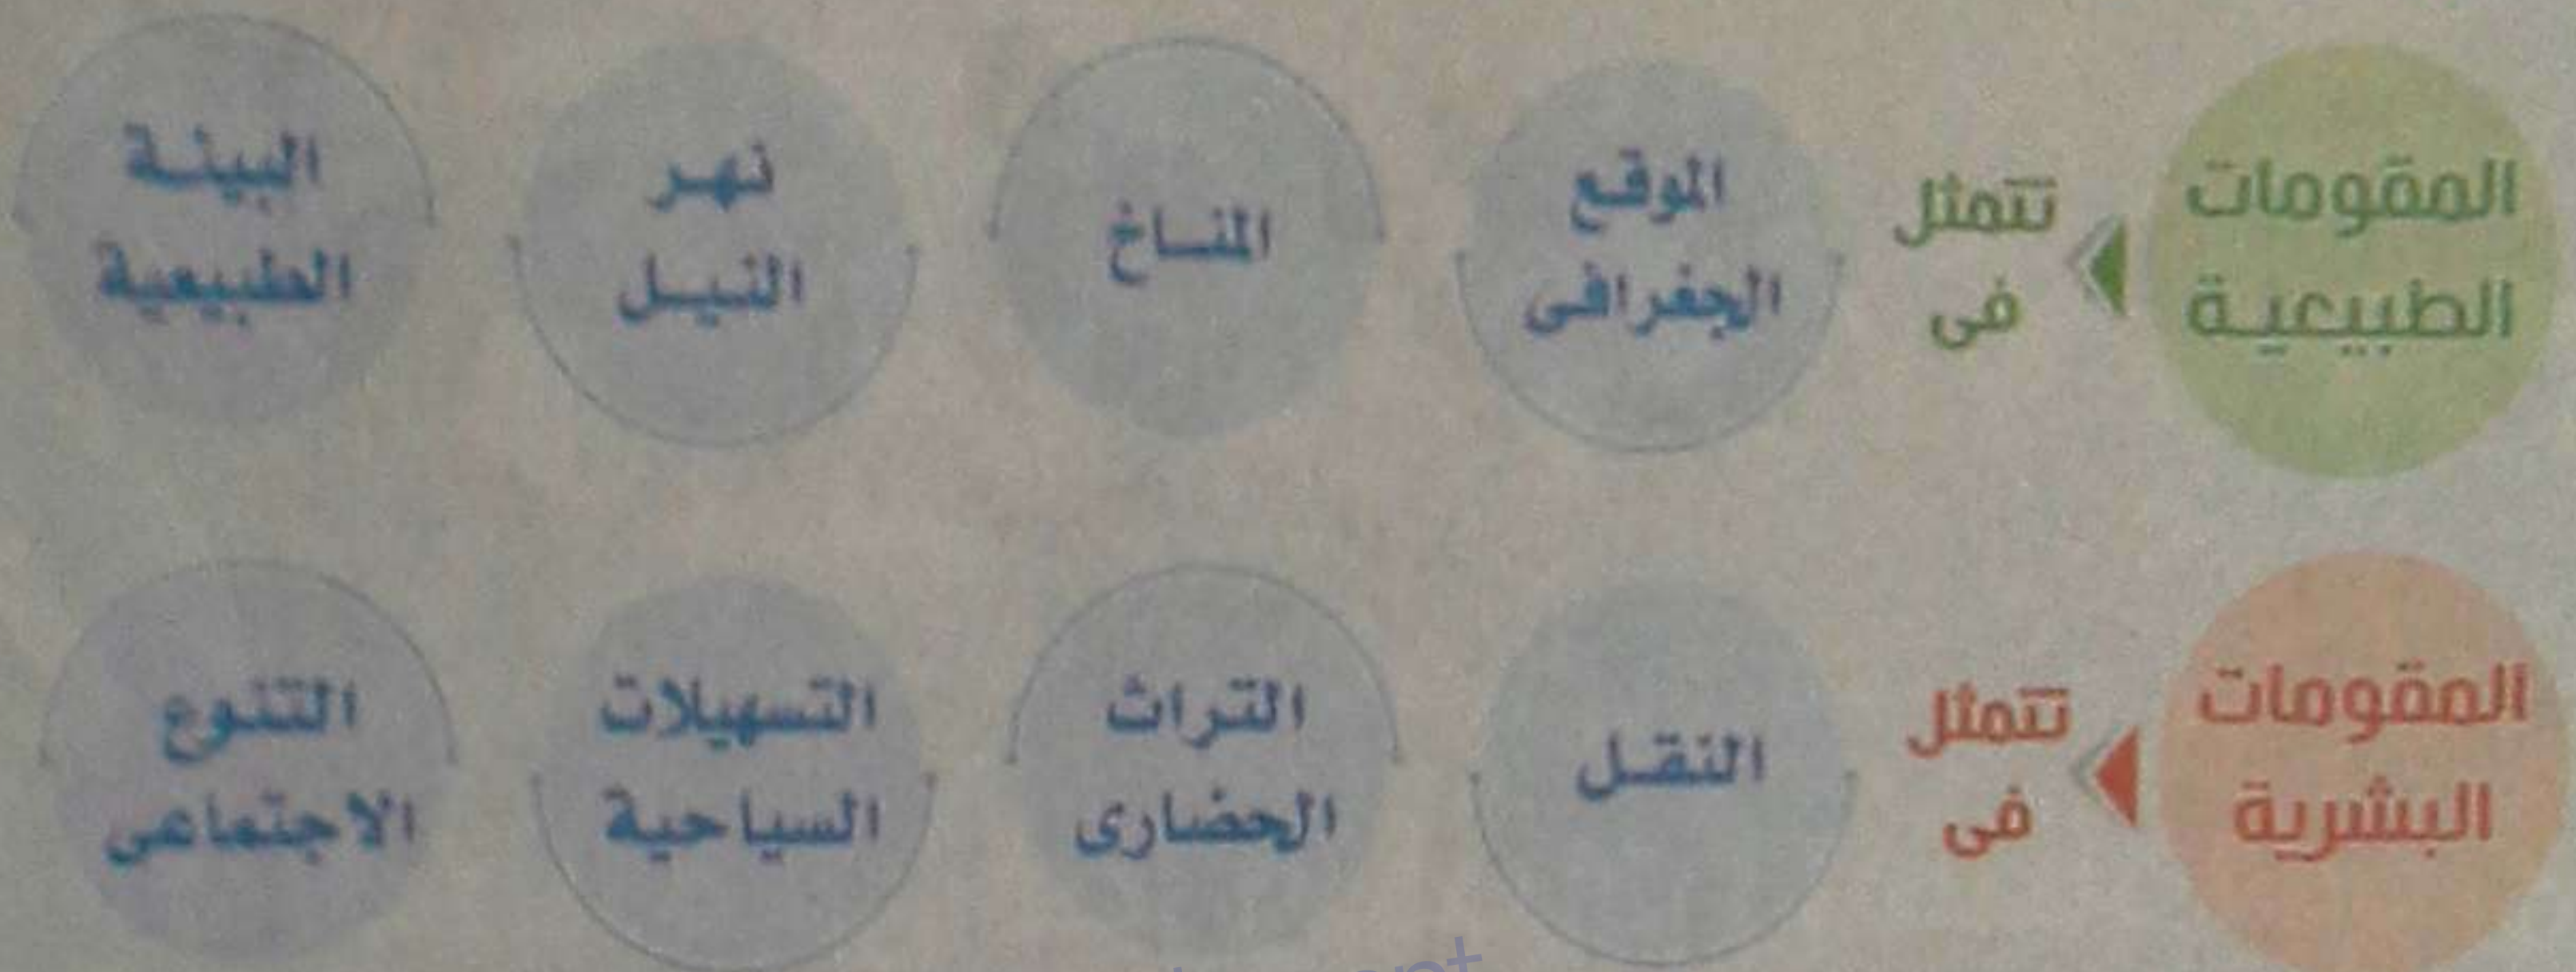 المقومات
الطبيعية
تتمثل
فى
الموقع
الجغرافى
المناخ
نهر
النيل
البيئة
الطبيعية
المقومات
البشرية
تتمثل
فى
النقل
التراث
الحضارى
التسهيلات
السياحية
التنوع
الاجتماعى